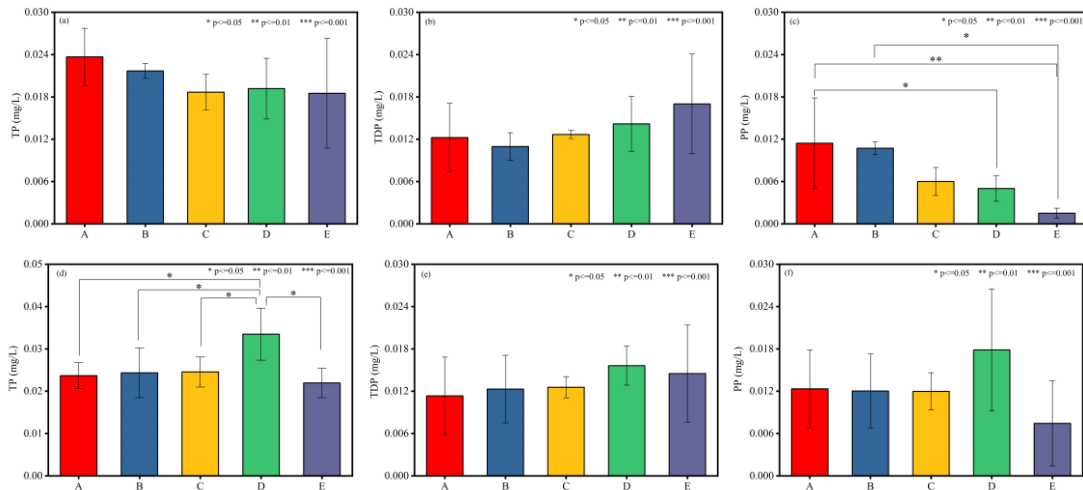 (a) * p<=0.05 ** p<=0.01 *** p<=0.001
0.030
0.024
0.018
0.012
0.006
0.000
TP (mg/L)
A B C D E
(b) * p<=0.05 ** p<=0.01 *** p<=0.001
0.030
0.024
0.018
0.012
0.006
0.000
TDP (mg/L)
A B C D E
(c) * p<=0.05 ** p<=0.01 *** p<=0.001
0.030
0.024
0.018
0.012
0.006
0.000
PP (mg/L)
*
**
*
A B C D E
(d) * p<=0.05 ** p<=0.01 *** p<=0.001
0.05
0.04
0.03
0.02
0.01
0.00
TP (mg/L)
*
*
* *
A B C D E
(e) * p<=0.05 ** p<=0.01 *** p<=0.001
0.030
0.024
0.018
0.012
0.006
0.000
TDP (mg/L)
A B C D E
(f) * p<=0.05 ** p<=0.01 *** p<=0.001
0.030
0.024
0.018
0.012
0.006
0.000
PP (mg/L)
A B C D E